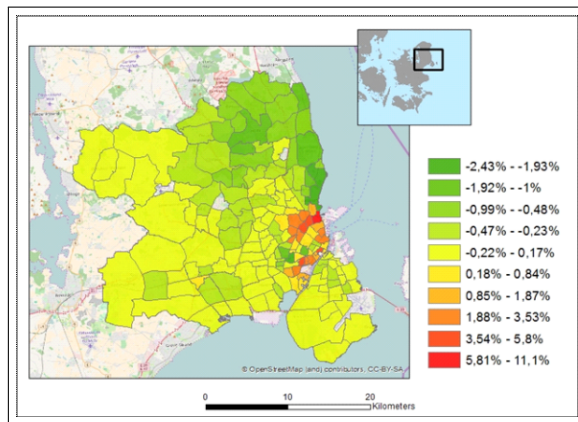 -2,43% - -1,93%
-1,92% - -1%
-0,99% - -0,48%
-0,47% - -0,23%
-0,22% - 0,17%
0,18% - 0,84%
0,85% - 1,87%
1,88% - 3,53%
3,54% - 5,8%
5,81% - 11,1%
© OpenStreetMap (and) contributors, CC-BY-SA
0 10 20
Kilometers